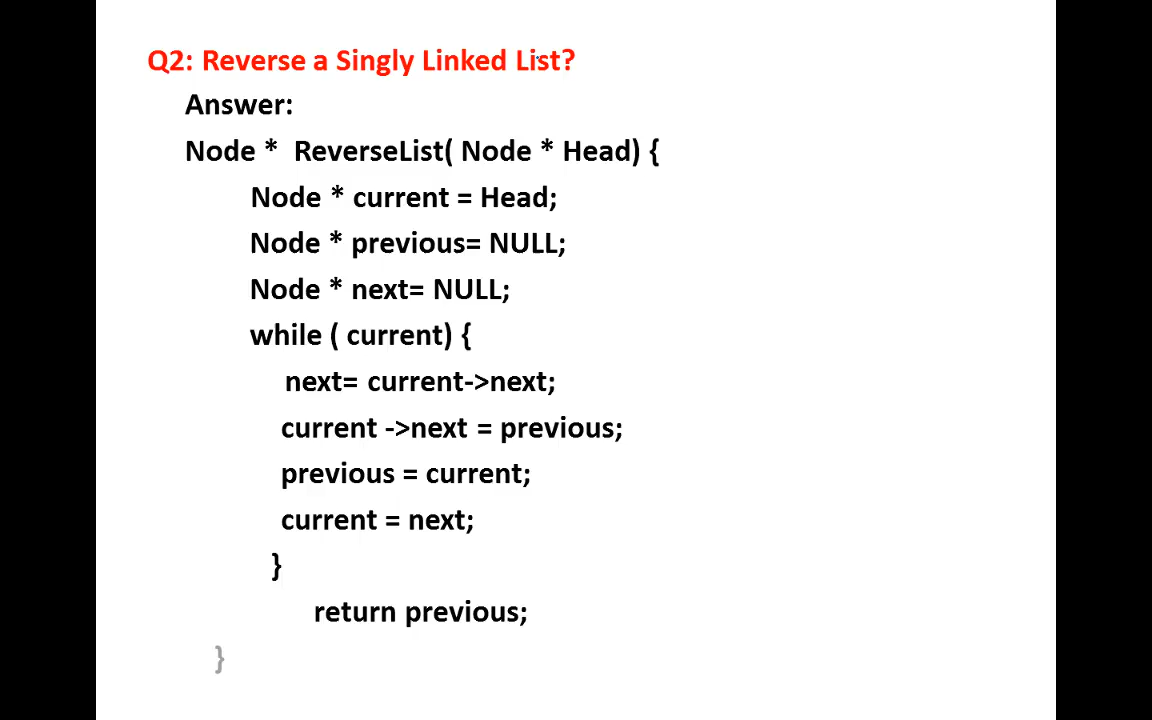 Q2: Reverse a Singly Linked List?
Answer:
Node * ReverseList( Node * Head) {
Node * current = Head;
Node * previous= NULL;
Node * next= NULL;
while ( current) {
next= current->next;
current ->next = previous;
previous = current;
current = next;
}
return previous;
}